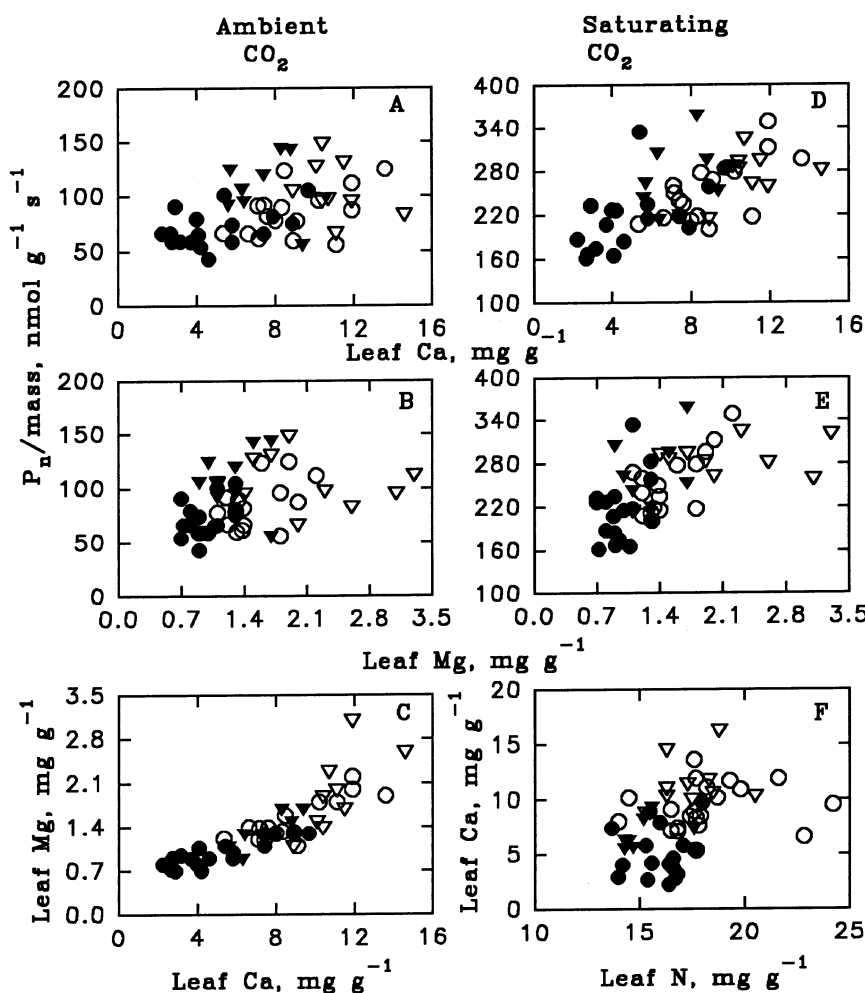 Ambient
CO₂
Saturating
CO₂
200
150
100
50
0
A
0 4 8 12 16
400
340
280
220
160
100
D
0 4 8 12 16
Leaf Ca, mg g⁻¹
Pₙ/mass, nmol g⁻¹ s⁻¹
200
150
100
50
0
B
0.0 0.7 1.4 2.1 2.8 3.5
400
340
280
220
160
100
E
0.0 0.7 1.4 2.1 2.8 3.5
Leaf Mg, mg g⁻¹
Leaf Mg, mg g⁻¹
3.5
2.8
2.1
1.4
0.7
0.0
C
0 4 8 12 16
Leaf Ca, mg g⁻¹
Leaf Ca, mg g⁻¹
20
15
10
5
0
F
10 15 20 25
Leaf N, mg g⁻¹